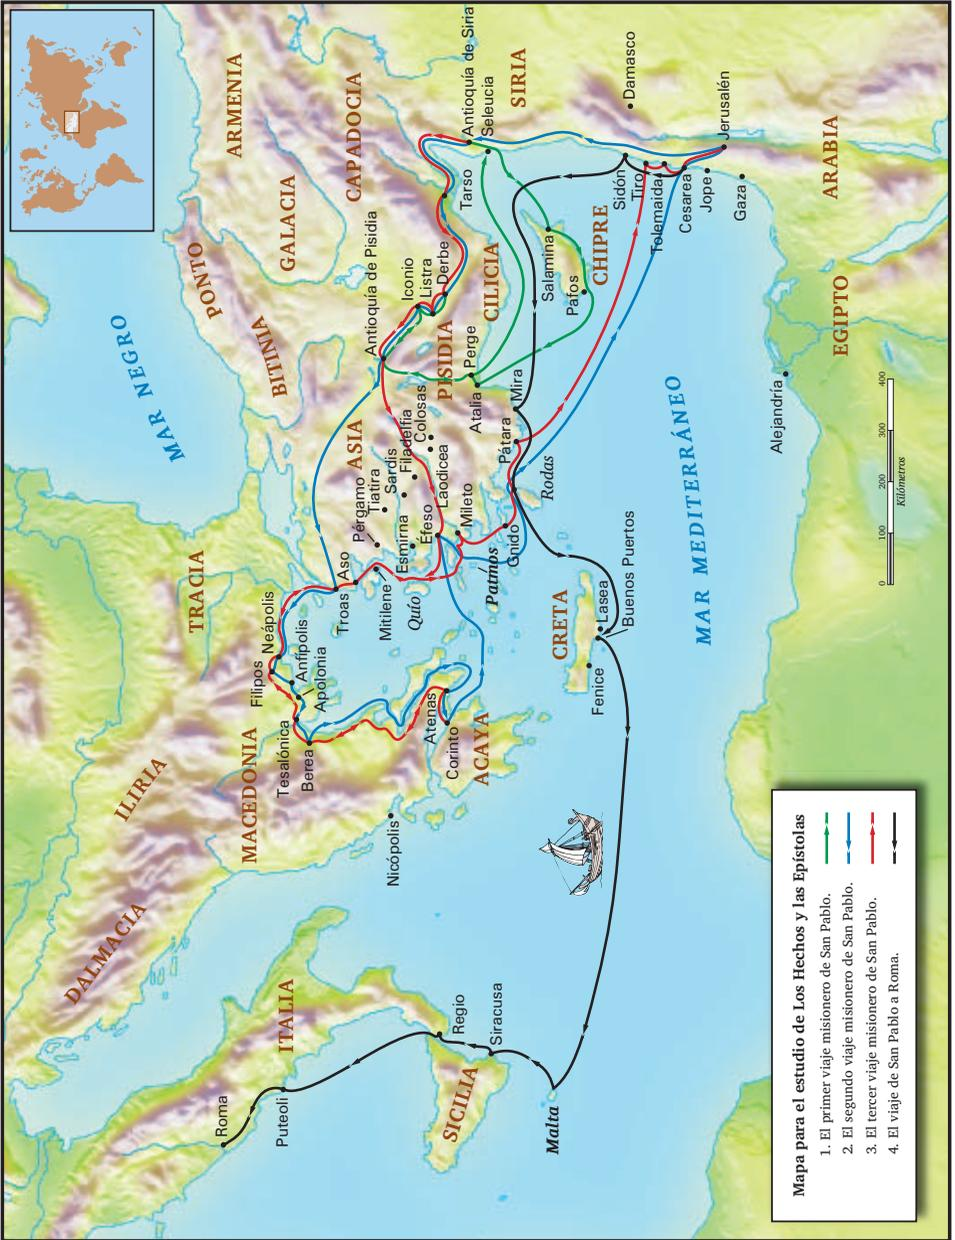 Mapa para el estudio de Los Hechos y las Epístolas
1. El primer viaje misionero de San Pablo.
2. El segundo viaje misionero de San Pablo.
3. El tercer viaje misionero de San Pablo.
4. El viaje de San Pablo a Roma.
DALMACIA
ILIRIA
MACEDONIA
TRACIA
MAR NEGRO
PONTO
BITINIA
GALACIA
ARMENIA
CAPADOCIA
ITALIA
Roma
Puteoli
Regio
Siracusa
SICILIA
Malta
Nicópolis
Tesalónica
Berea
Filipos
Neápolis
Anfípolis
Apolonia
Atenas
Corinto
ACAYA
Troas
Aso
Mitilene
Quío
Pérgamo
Tiatira
Sardis
Esmirna
Filadelfia
Éfeso
Colosas
Laodicea
Mileto
ASIA
Patmos
Gnido
Rodas
Pátara
Mira
Atalia
Perge
PISIDIA
Antioquía de Pisidia
Iconio
Listra
Derbe
CILICIA
Tarso
Antioquía de Siria
Seleucia
SIRIA
Damasco
CHIPRE
Salamina
Pafos
Sidón
Tiro
Tolemaida
Cesarea
Jope
Jerusalén
Gaza
ARABIA
EGIPTO
Alejandría
CRETA
Lasea
Buenos Puertos
Fenice
MAR MEDITERRÁNEO
0 100 200 300 400
Kilómetros